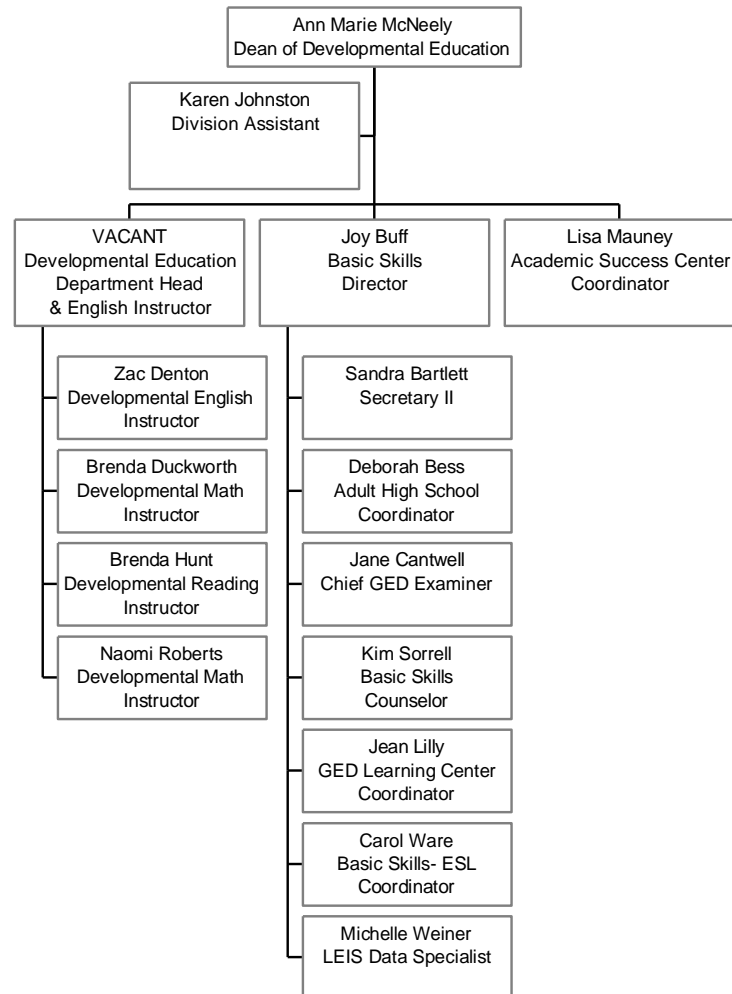 Ann Marie McNeely
Dean of Developmental Education
Karen Johnston
Division Assistant
VACANT
Developmental Education
Department Head
& English Instructor
Joy Buff
Basic Skills
Director
Lisa Mauney
Academic Success Center
Coordinator
Zac Denton
Developmental English
Instructor
Brenda Duckworth
Developmental Math
Instructor
Brenda Hunt
Developmental Reading
Instructor
Naomi Roberts
Developmental Math
Instructor
Sandra Bartlett
Secretary II
Deborah Bess
Adult High School
Coordinator
Jane Cantwell
Chief GED Examiner
Kim Sorrell
Basic Skills
Counselor
Jean Lilly
GED Learning Center
Coordinator
Carol Ware
Basic Skills- ESL
Coordinator
Michelle Weiner
LEIS Data Specialist